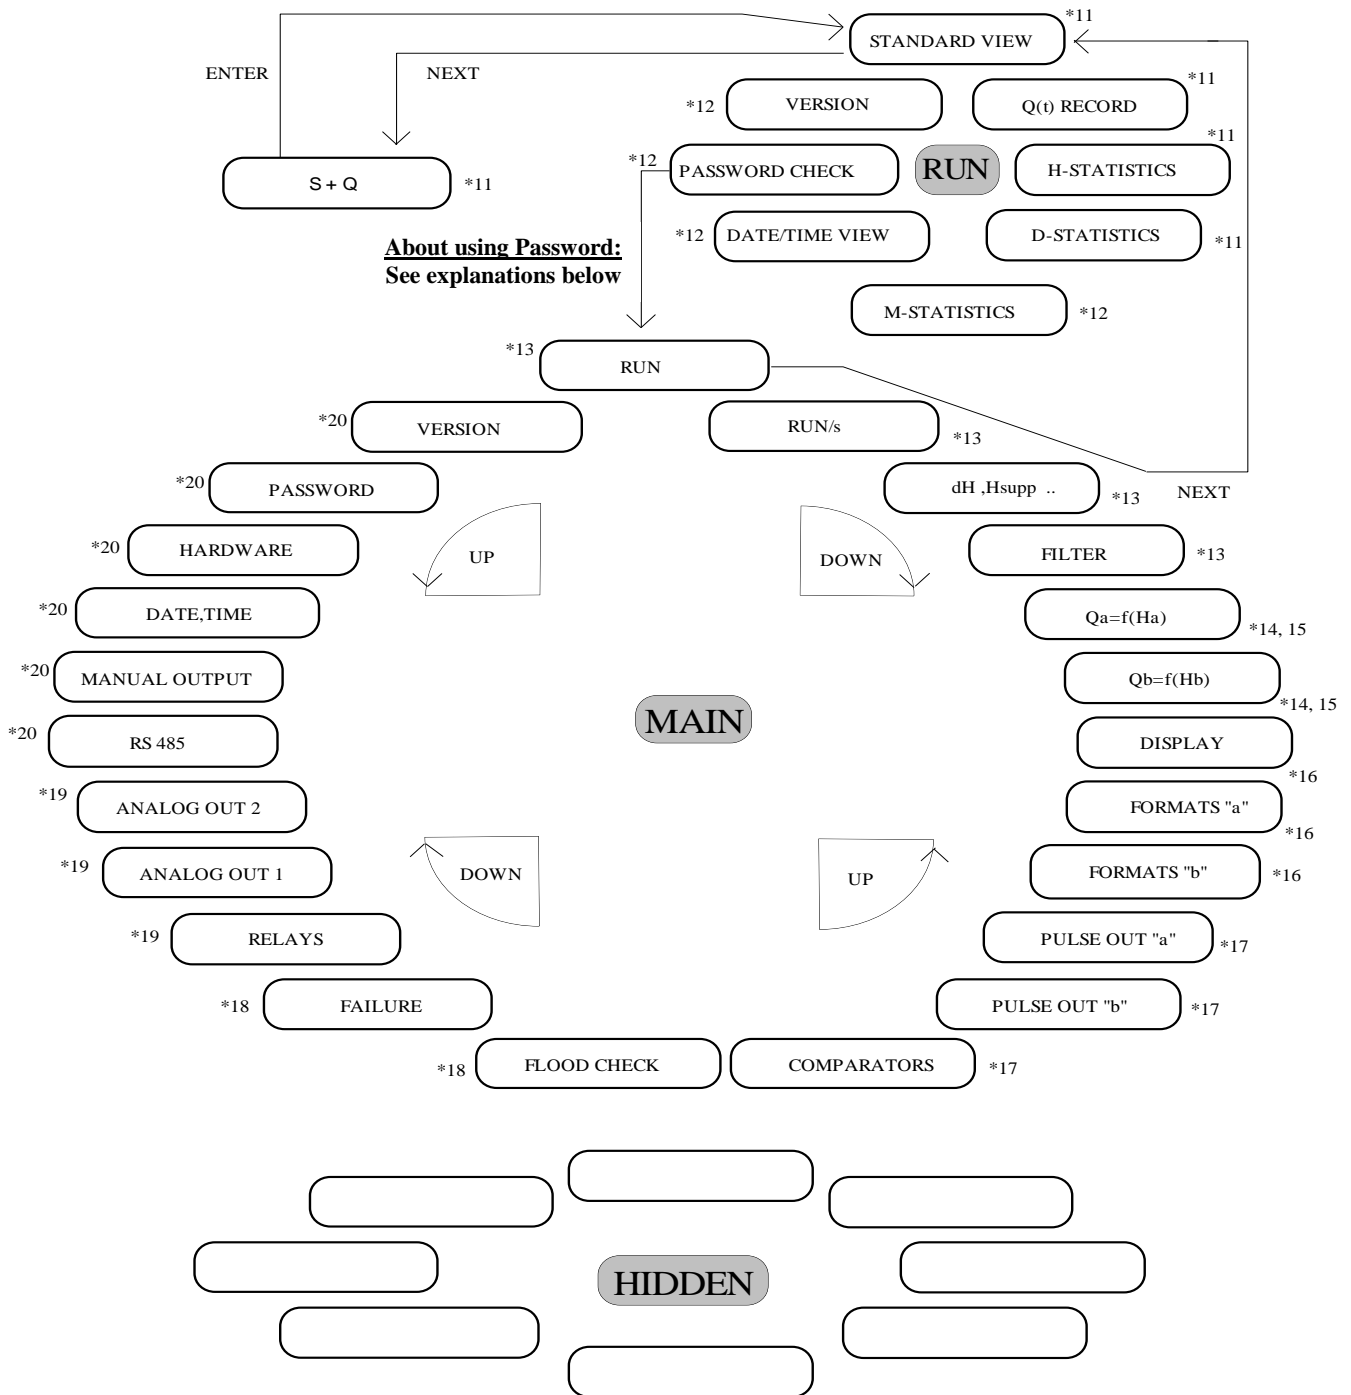 *11
STANDARD VIEW
ENTER
NEXT
*12
VERSION
*11
Q(t) RECORD
*12
PASSWORD CHECK
RUN
*11
H-STATISTICS
S + Q
*11
About using Password:
See explanations below
*12
DATE/TIME VIEW
D-STATISTICS
*11
M-STATISTICS
*12
*13
RUN
*20
VERSION
RUN/s
*13
*20
PASSWORD
dH ,Hsupp ..
*13
NEXT
*20
HARDWARE
UP
DOWN
FILTER
*13
*20
DATE,TIME
Qa=f(Ha)
*14, 15
*20
MANUAL OUTPUT
Qb=f(Hb)
*14, 15
MAIN
*20
RS 485
DISPLAY
*16
*19
ANALOG OUT 2
FORMATS "a"
*16
*19
ANALOG OUT 1
DOWN
UP
FORMATS "b"
*16
*19
RELAYS
PULSE OUT "a"
*17
*18
FAILURE
PULSE OUT "b"
*17
*18
FLOOD CHECK
COMPARATORS
*17
HIDDEN